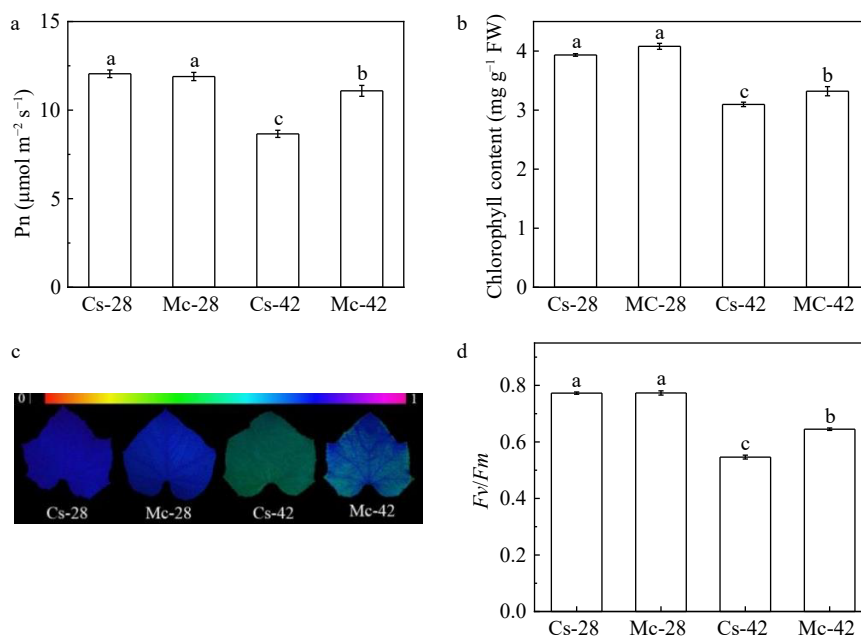 a
15
a
a
b
10
c
5
0
Pn (µmol m⁻² s⁻¹)
Cs-28 Mc-28 Cs-42 Mc-42
b
a
a
4
b
c
3
2
1
0
Chlorophyll content (mg g⁻¹ FW)
Cs-28 MC-28 Cs-42 MC-42
c
0 1
Cs-28 Mc-28 Cs-42 Mc-42
d
a a
0.8
b
0.6
c
0.4
0.2
0.0
Fv/Fm
Cs-28 Mc-28 Cs-42 Mc-42